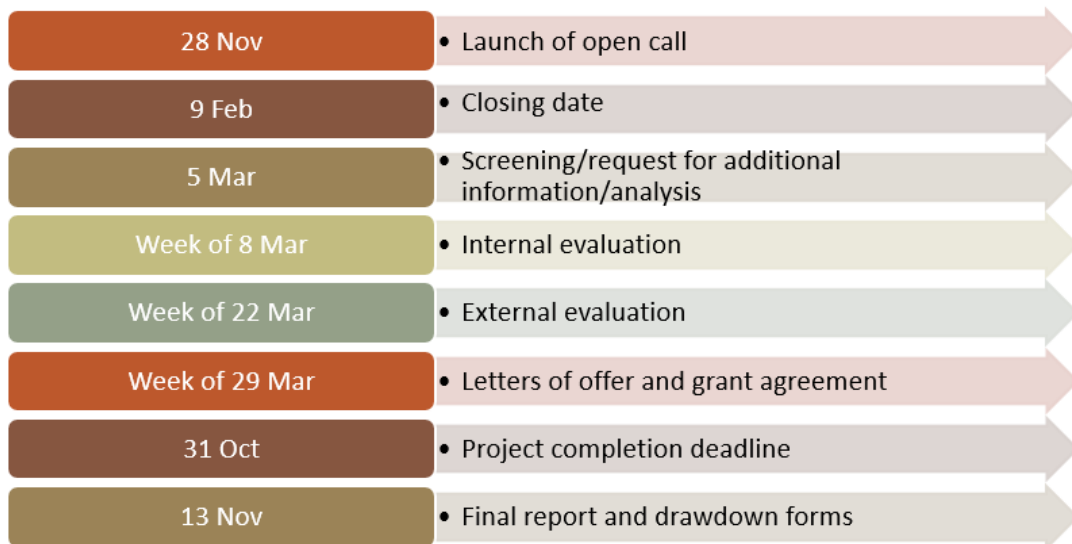 28 Nov
• Launch of open call
9 Feb
• Closing date
5 Mar
• Screening/request for additional
information/analysis
Week of 8 Mar
• Internal evaluation
Week of 22 Mar
• External evaluation
Week of 29 Mar
• Letters of offer and grant agreement
31 Oct
• Project completion deadline
13 Nov
• Final report and drawdown forms